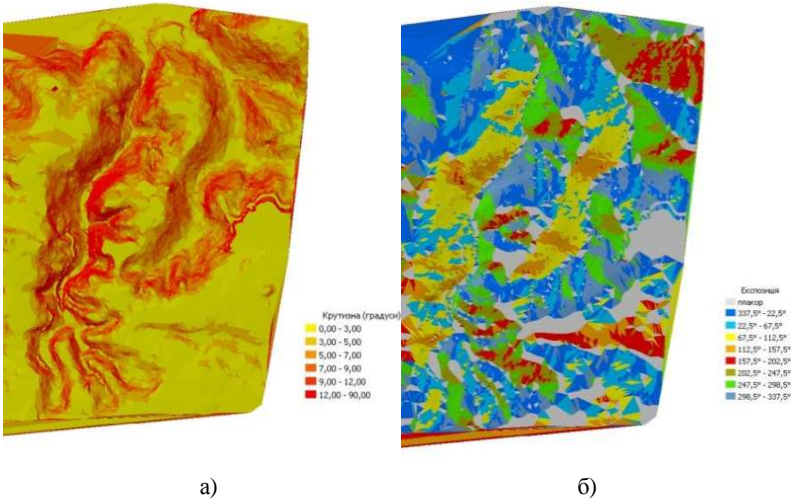 Крутизна (градуси)
0,00 - 3,00
3,00 - 5,00
5,00 - 7,00
7,00 - 9,00
9,00 - 12,00
12,00 - 90,00
Експозиція
плакор
337,5° - 22,5°
22,5° - 67,5°
67,5° - 112,5°
112,5° - 157,5°
157,5° - 202,5°
202,5° - 247,5°
247,5° - 298,5°
298,5° - 337,5°
а)
б)